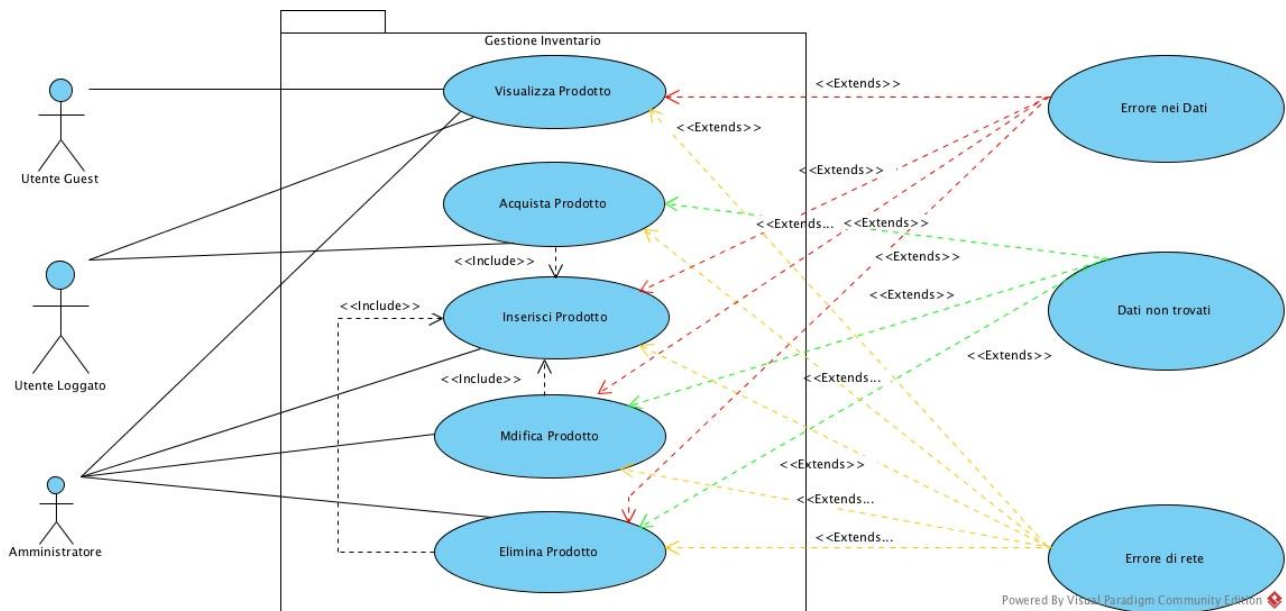 Gestione Inventario
Visualizza Prodotto
<<Extends>>
Errore nei Dati
<<Extends>>
Utente Guest
<<Extends>>
Acquista Prodotto
<<Extends...
<<Extends>>
<<Include>>
<<Extends>>
<<Include>>
<<Extends>>
Inserisci Prodotto
Dati non trovati
Utente Loggato
<<Include>>
<<Extends>>
<<Extends...
Mdifica Prodotto
<<Extends>>
<<Extends...
Amministratore
Elimina Prodotto
<<Extends...
Errore di rete
Powered By Visual Paradigm Community Edition